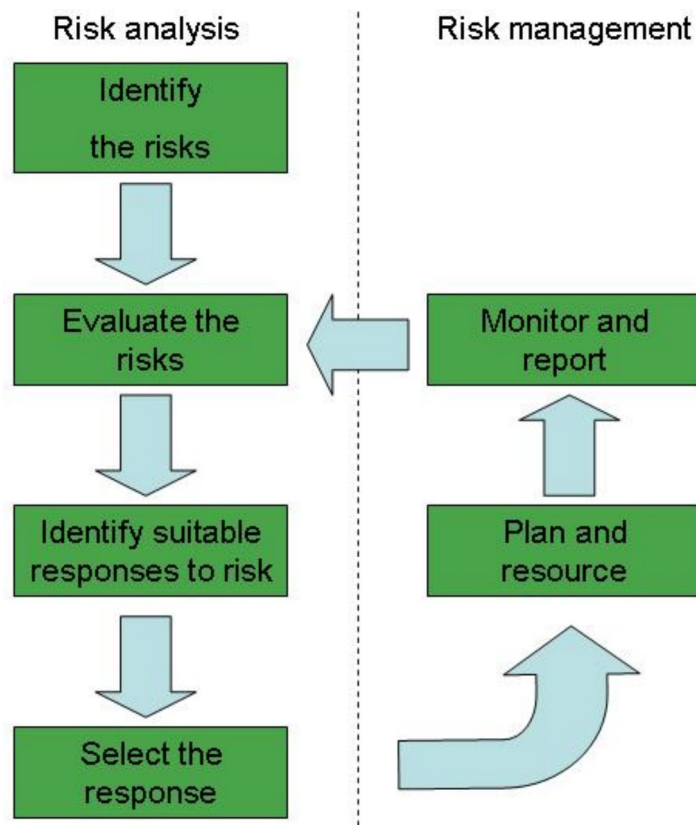 Risk analysis
Risk management
Identify
the risks
Evaluate the
risks
Monitor and
report
Identify suitable
responses to risk
Plan and
resource
Select the
response